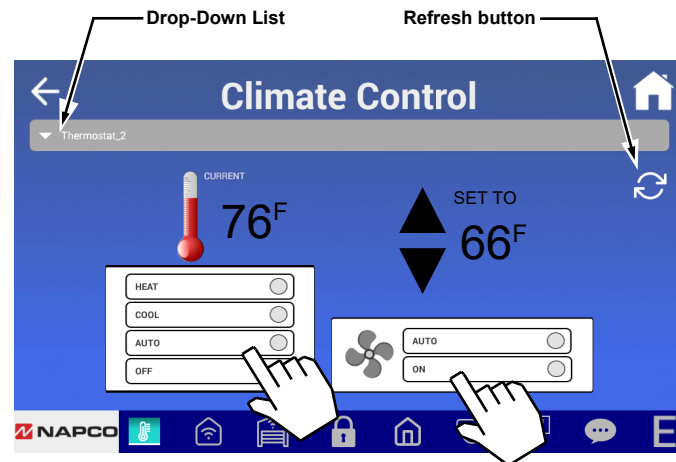 Drop-Down List
Refresh button
Climate Control
Thermostat_2
CURRENT
76F
SET TO
66F
HEAT
COOL
AUTO
OFF
AUTO
ON
NAPCO
E